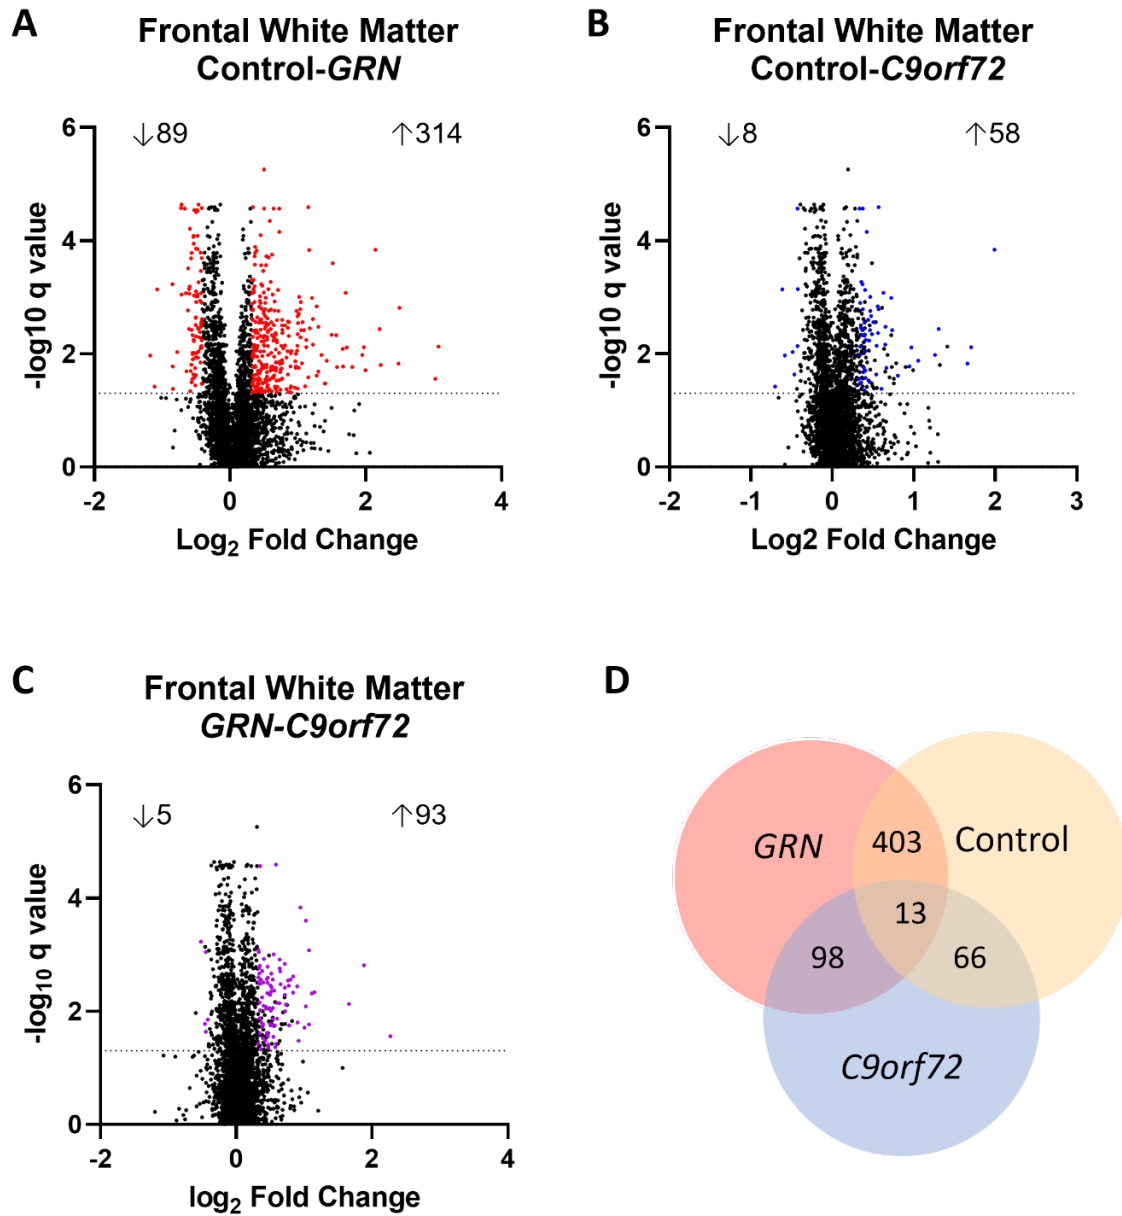 A
Frontal White Matter
Control-GRN
↓89
↑314
6
4
2
0
-log10 q value
-2
0
2
4
Log₂ Fold Change
B
Frontal White Matter
Control-C9orf72
↓8
↑58
6
4
2
0
-log10 q value
-2
-1
0
1
2
3
Log2 Fold Change
C
Frontal White Matter
GRN-C9orf72
↓5
↑93
6
4
2
0
-log₁₀ q value
-2
0
2
4
log₂ Fold Change
D
GRN
403
Control
13
98
66
C9orf72